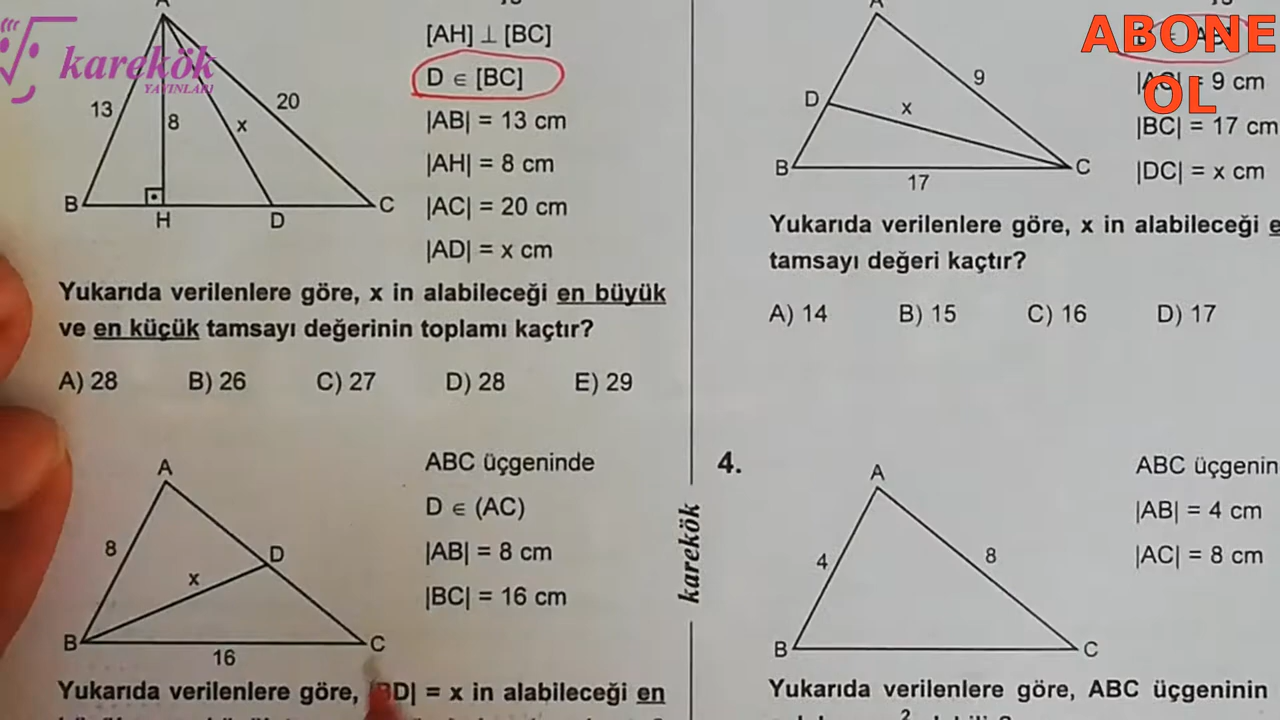 karekök
YAYINLARI
ABONE
OL
A
13
8
x
20
B
H
D
C
[AH] ⊥ [BC]
D ∈ [BC]
|AB| = 13 cm
|AH| = 8 cm
|AC| = 20 cm
|AD| = x cm
Yukarıda verilenlere göre, x in alabileceği en büyük
ve en küçük tamsayı değerinin toplamı kaçtır?
A) 28 B) 26 C) 27 D) 28 E) 29
A
8
x
D
B
C
16
ABC üçgeninde
D ∈ (AC)
|AB| = 8 cm
|BC| = 16 cm
Yukarıda verilenlere göre, |BD| = x in alabileceği en
karekök
A
9
D
x
B
C
17
|AC| = 9 cm
|BC| = 17 cm
|DC| = x cm
Yukarıda verilenlere göre, x in alabileceği
tamsayı değeri kaçtır?
A) 14 B) 15 C) 16 D) 17
4.
A
4
8
B
C
ABC üçgenin
|AB| = 4 cm
|AC| = 8 cm
Yukarıda verilenlere göre, ABC üçgeninin